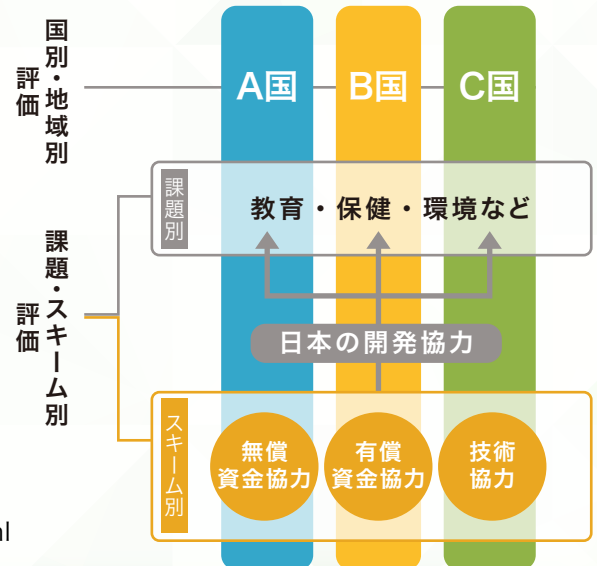 国別・地域別
評価
A国
B国
C国
課題別
教育・保健・環境など
課題・スキーム別
評価
日本の開発協力
スキーム別
無償
資金協力
有償
資金協力
技術
協力
al